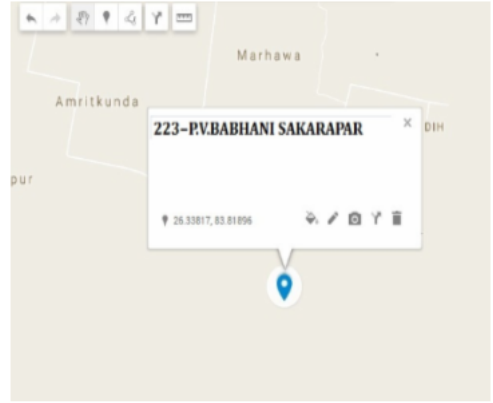 Marhawa
Amritkunda
223-P.V.BABHANI SAKARAPAR
×
DIH
pur
26.33817, 83.81896